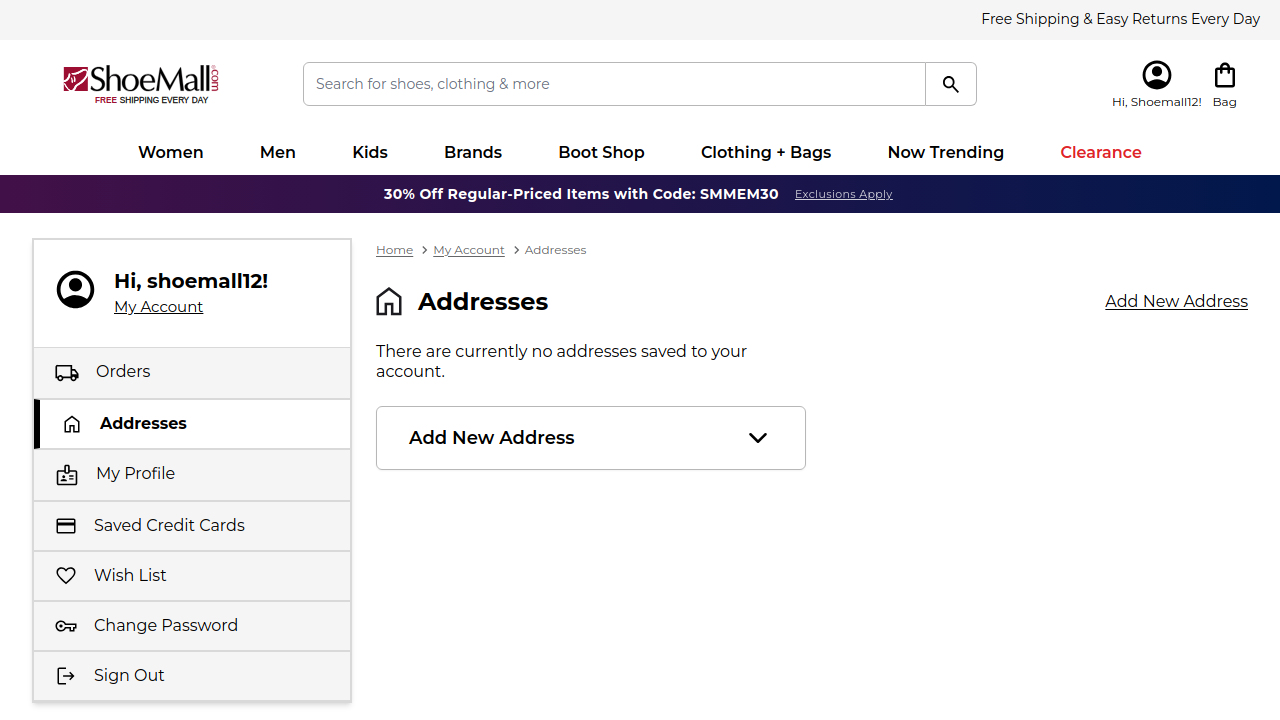 Free Shipping & Easy Returns Every Day
ShoeMall.com
FREE SHIPPING EVERY DAY
Search for shoes, clothing & more
Hi, Shoemall12!
Bag
Women
Men
Kids
Brands
Boot Shop
Clothing + Bags
Now Trending
Clearance
30% Off Regular-Priced Items with Code: SMMEM30
Exclusions Apply
Hi, shoemall12!
My Account
Orders
Addresses
My Profile
Saved Credit Cards
Wish List
Change Password
Sign Out
Home
My Account
Addresses
Addresses
Add New Address
There are currently no addresses saved to your
account.
Add New Address